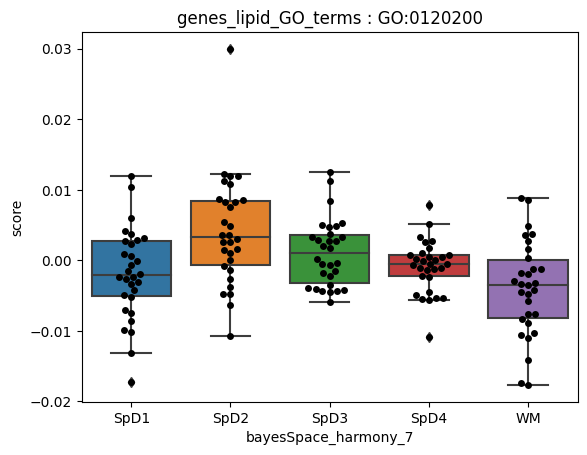 genes_lipid_GO_terms : GO:0120200
score
0.03
0.02
0.01
0.00
−0.01
−0.02
SpD1 SpD2 SpD3 SpD4 WM
bayesSpace_harmony_7